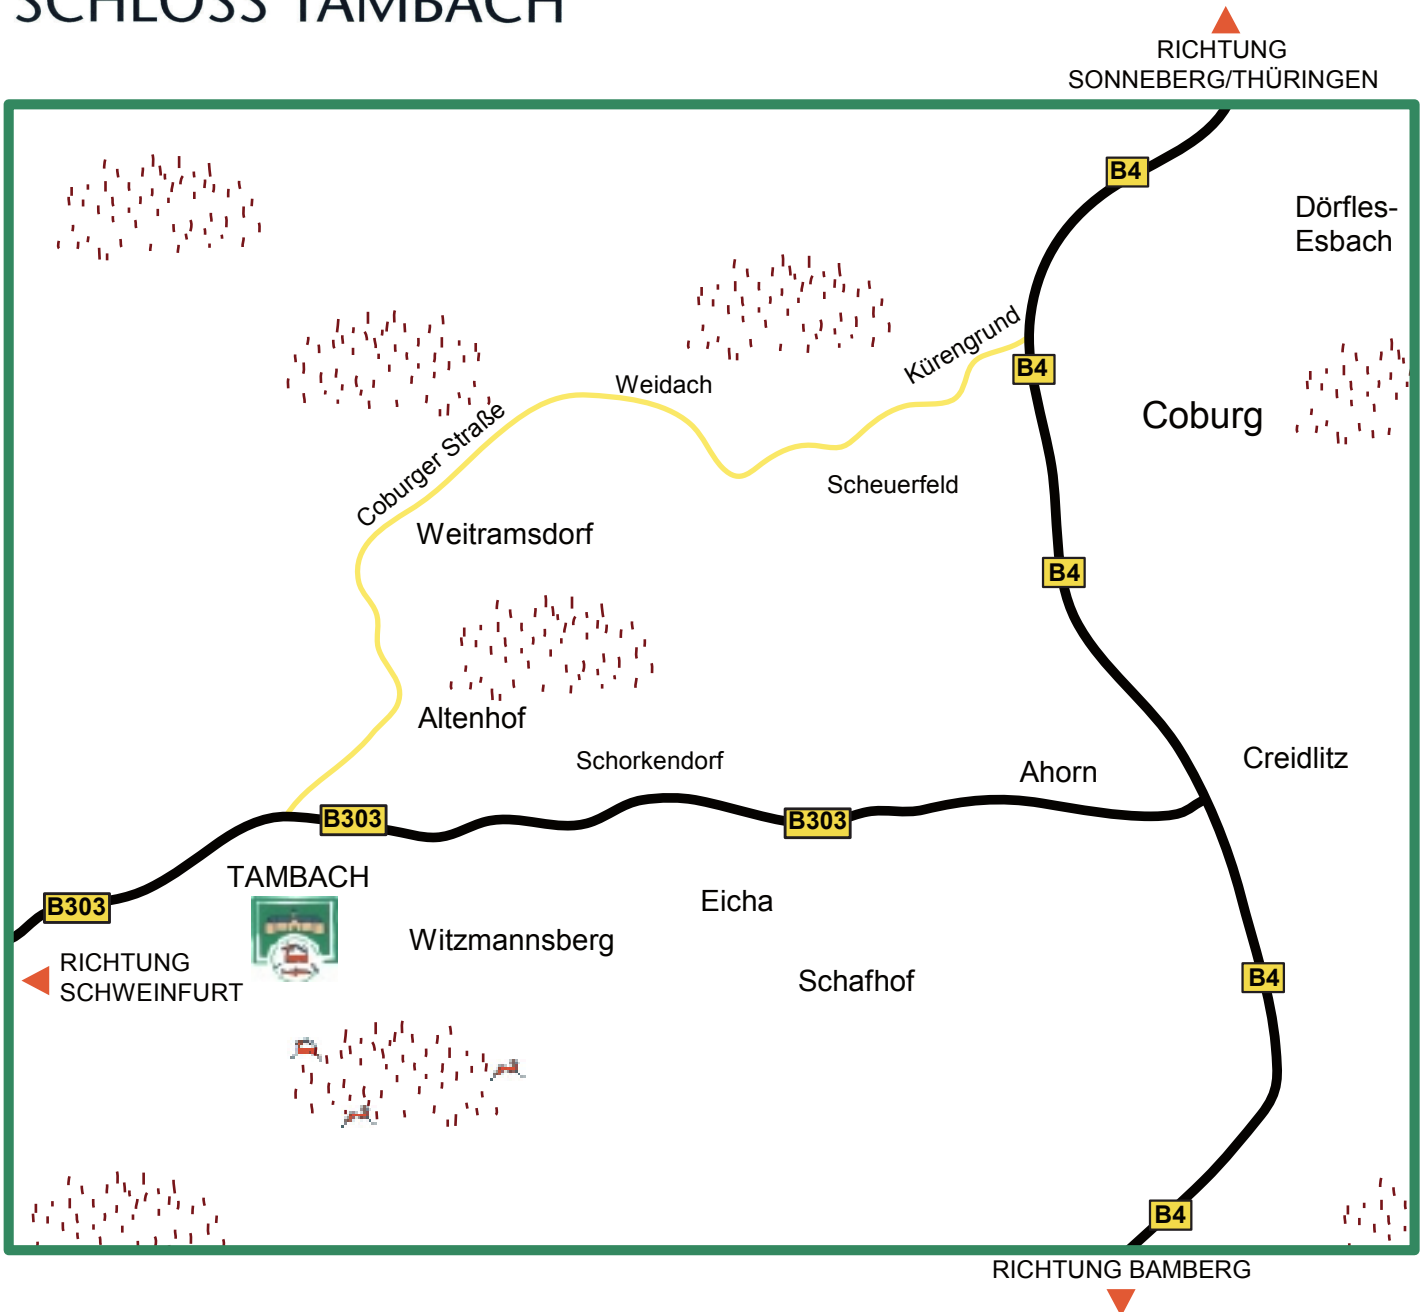 SCHLOSS TAMBACH
RICHTUNG
SONNEBERG/THÜRINGEN
B4
Dörfles-
Esbach
Kürengrund
B4
Weidach
Coburg
Coburger Straße
Scheuerfeld
Weitramsdorf
B4
Altenhof
Schorkendorf
Ahorn
Creidlitz
B303
B303
TAMBACH
B303
Eicha
Witzmannsberg
RICHTUNG
SCHWEINFURT
Schafhof
B4
B4
RICHTUNG BAMBERG